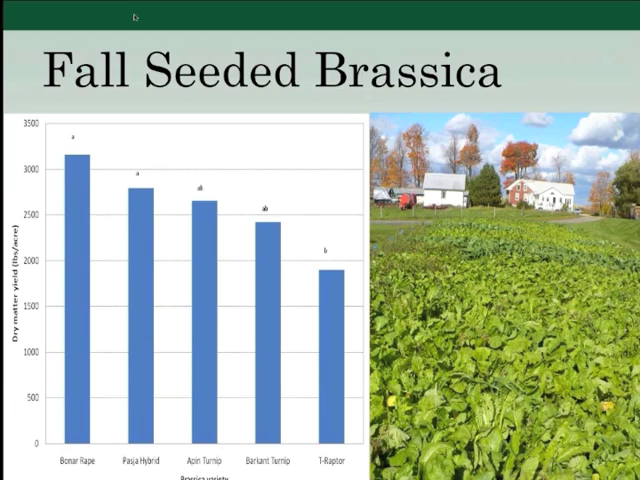 Fall Seeded Brassica
3500
3000
2500
2000
1500
1000
500
0
Dry matter yield (lbs/acre)
a
a
ab
ab
b
Bonar Rape
Pasja Hybrid
Apin Turnip
Barkant Turnip
T-Raptor
Brassica variety